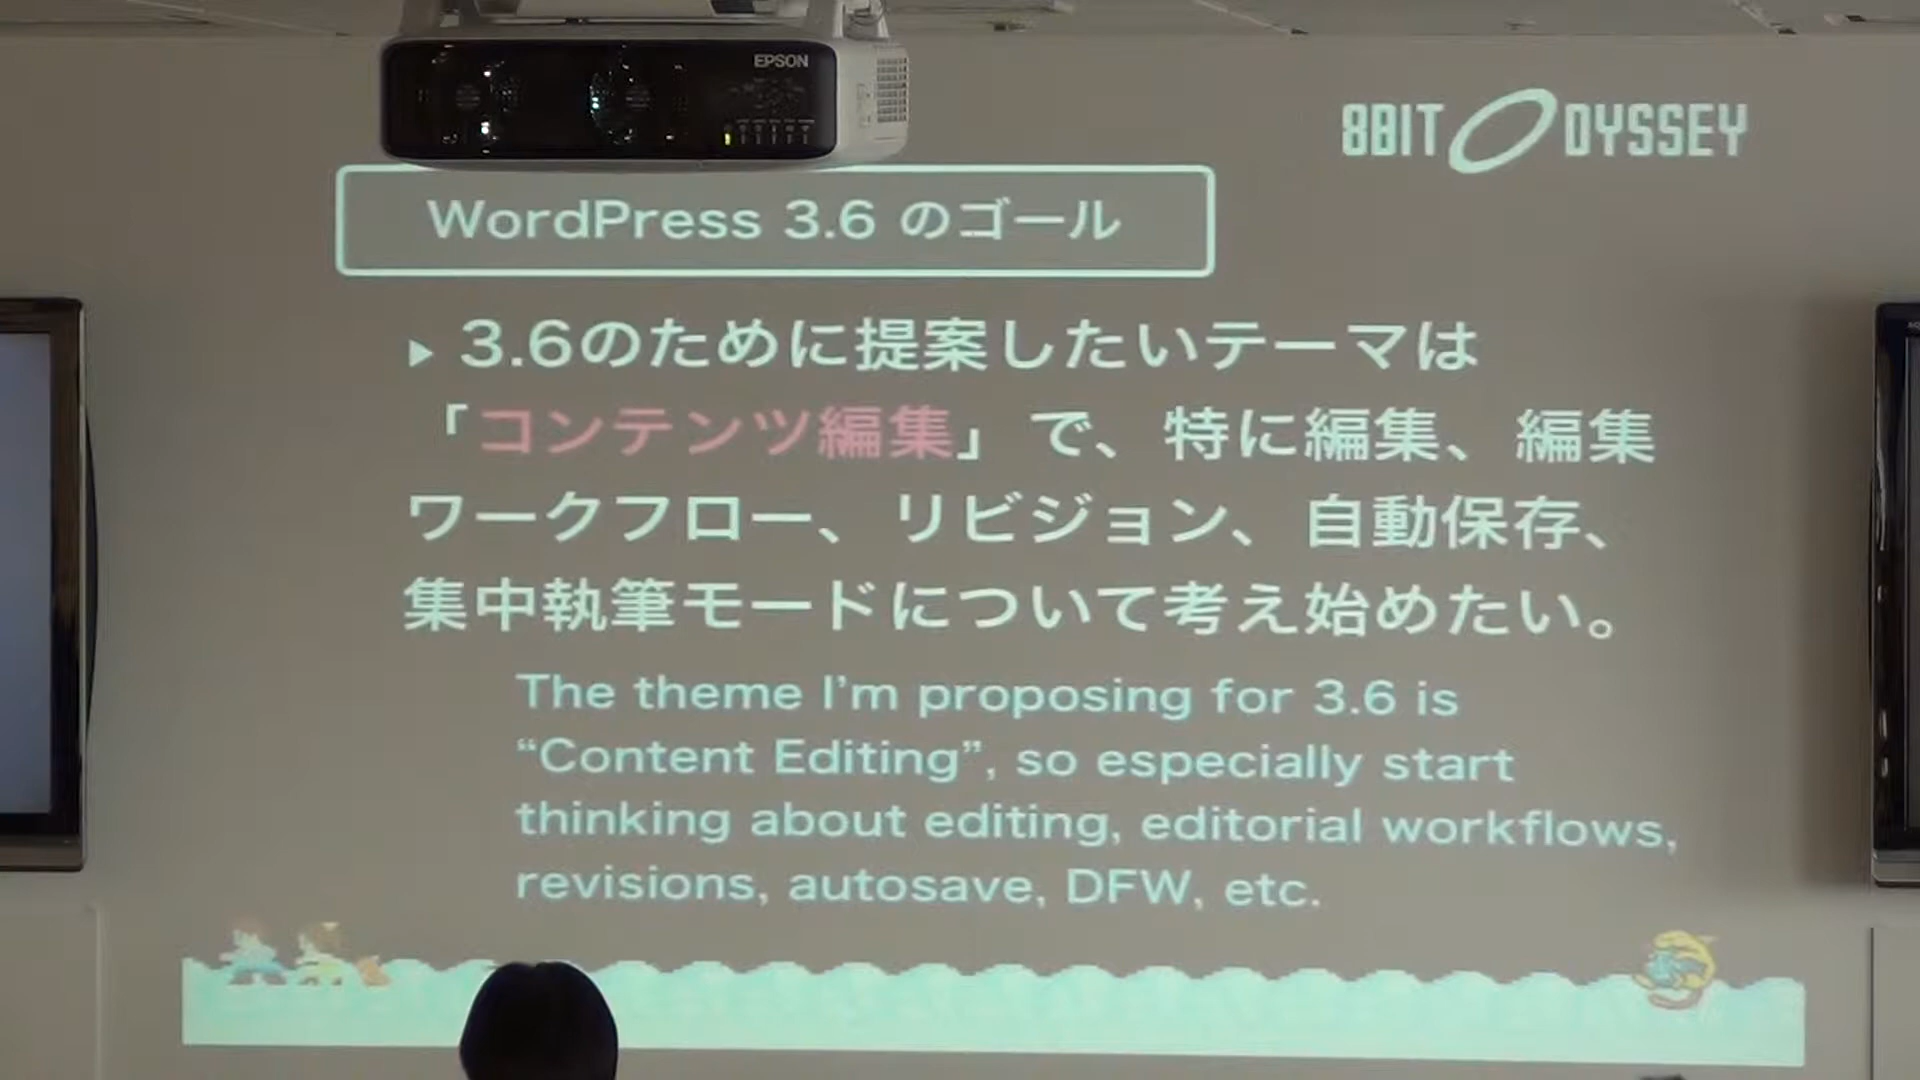 EPSON
8BIT ODYSSEY
WordPress 3.6 のゴール
▶ 3.6のために提案したいテーマは
「コンテンツ編集」で、特に編集、編集
ワークフロー、リビジョン、自動保存、
集中執筆モードについて考え始めたい。
The theme I’m proposing for 3.6 is
“Content Editing”, so especially start
thinking about editing, editorial workflows,
revisions, autosave, DFW, etc.